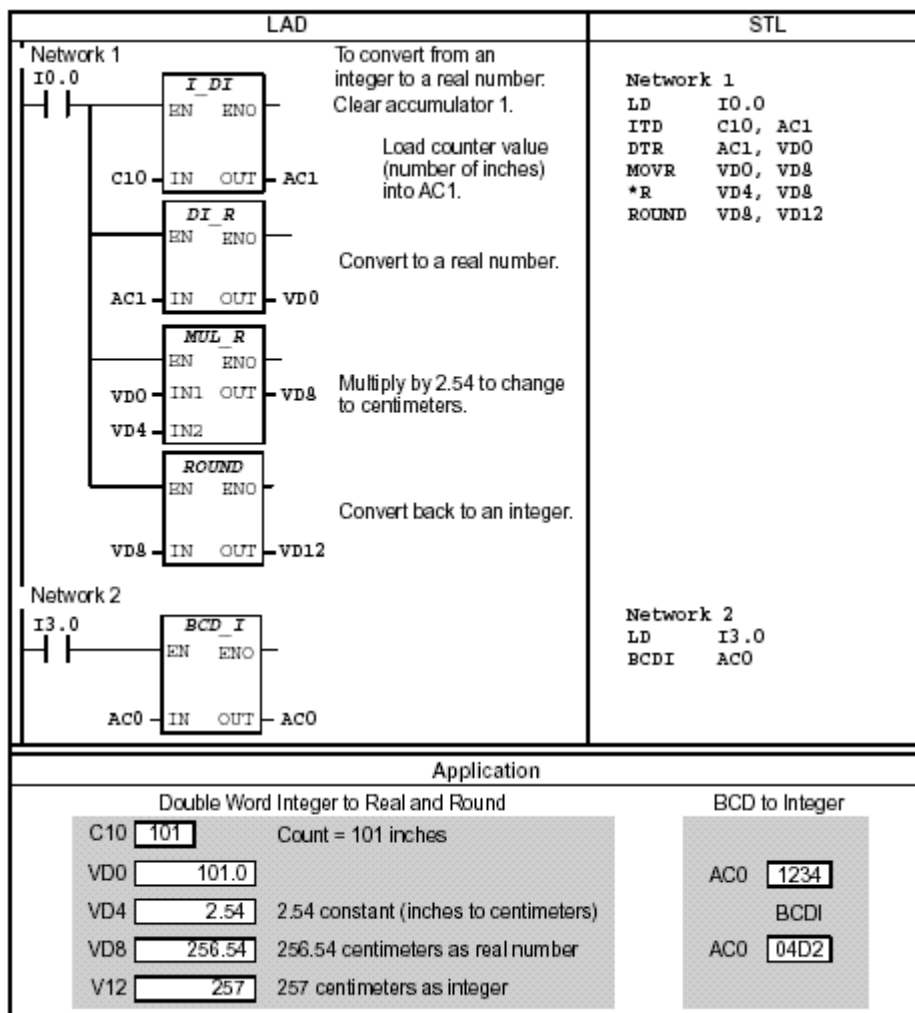 LAD
STL
Network 1
I0.0
I_DI
EN ENO
C10 IN OUT AC1
To convert from an
integer to a real number:
Clear accumulator 1.
Load counter value
(number of inches)
into AC1.
DI_R
EN ENO
AC1 IN OUT VD0
Convert to a real number.
MUL_R
EN ENO
VD0 IN1 OUT VD8
VD4 IN2
Multiply by 2.54 to change
to centimeters.
ROUND
EN ENO
VD8 IN OUT VD12
Convert back to an integer.
Network 1
LD I0.0
ITD C10, AC1
DTR AC1, VD0
MOVR VD0, VD8
*R VD4, VD8
ROUND VD8, VD12
Network 2
I3.0
BCD_I
EN ENO
AC0 IN OUT AC0
Network 2
LD I3.0
BCDI AC0
Application
Double Word Integer to Real and Round
C10 101 Count = 101 inches
VD0 101.0
VD4 2.54 2.54 constant (inches to centimeters)
VD8 256.54 256.54 centimeters as real number
V12 257 257 centimeters as integer
BCD to Integer
AC0 1234
BCDI
AC0 04D2